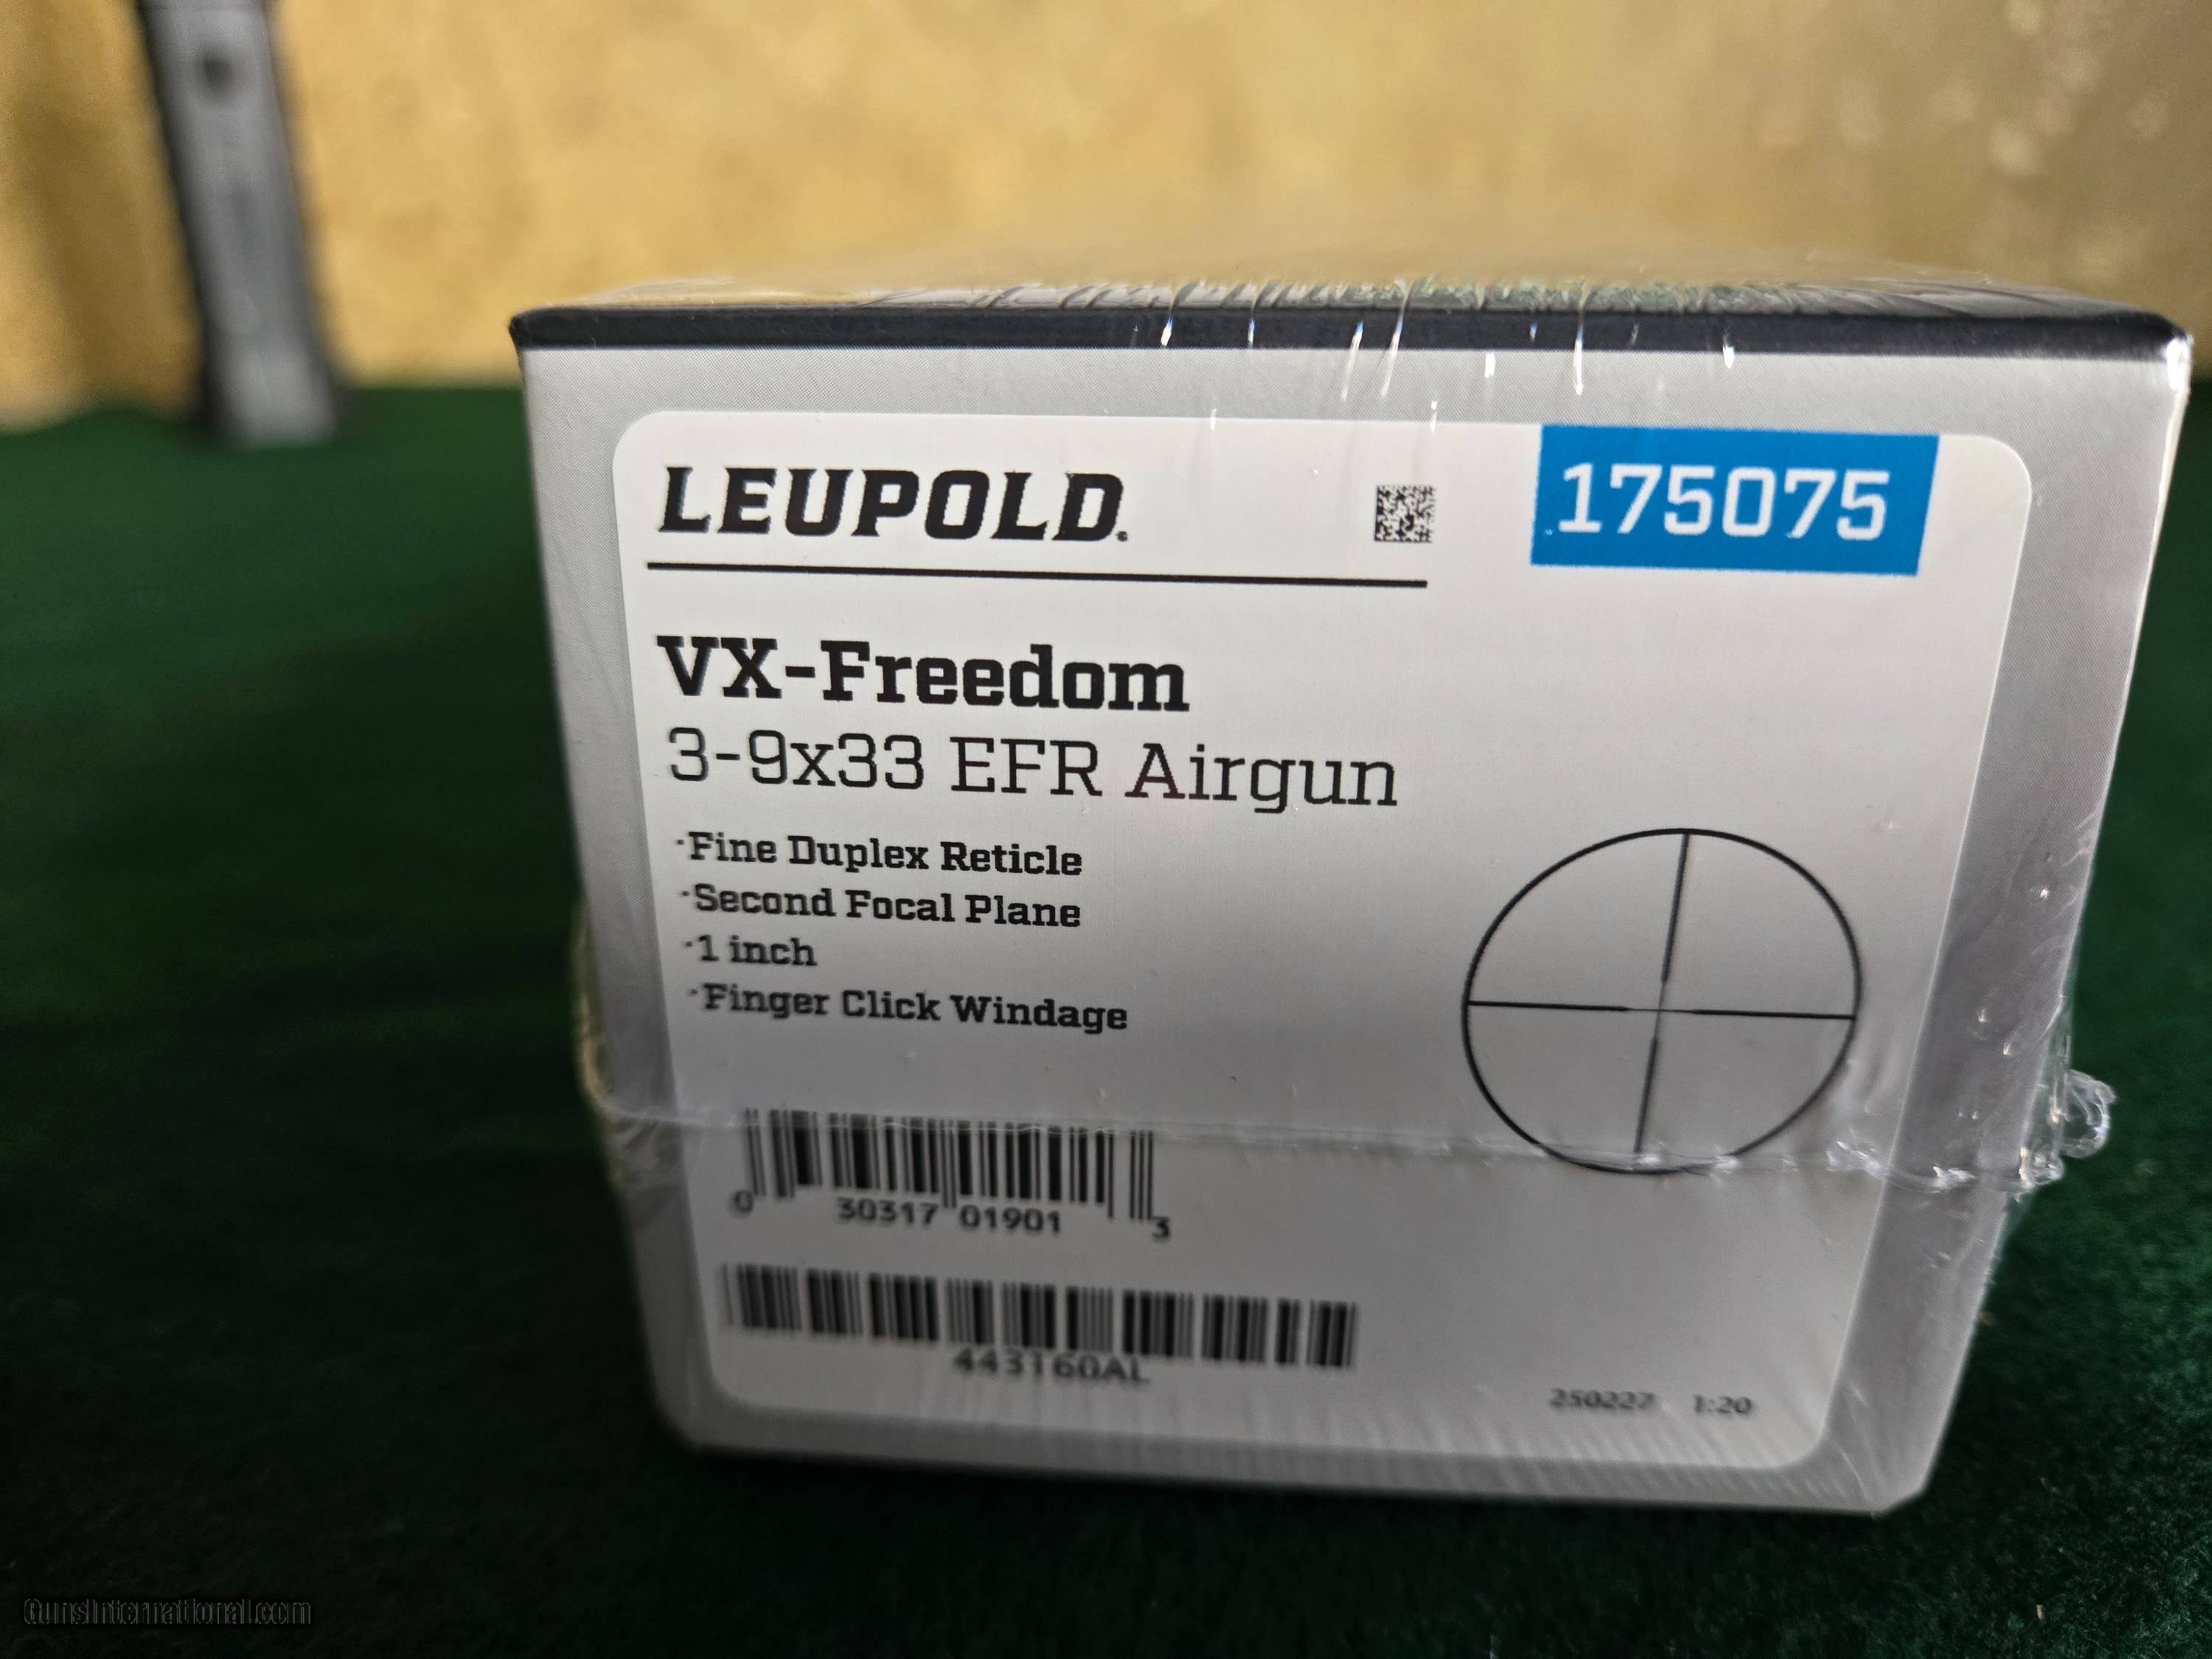 LEUPOLD
175075
VX-Freedom
3-9x33 EFR Airgun
·Fine Duplex Reticle
·Second Focal Plane
·1 inch
·Finger Click Windage
0 30317 01901 3
443160AL
250227 1:20
GunsInternational.com